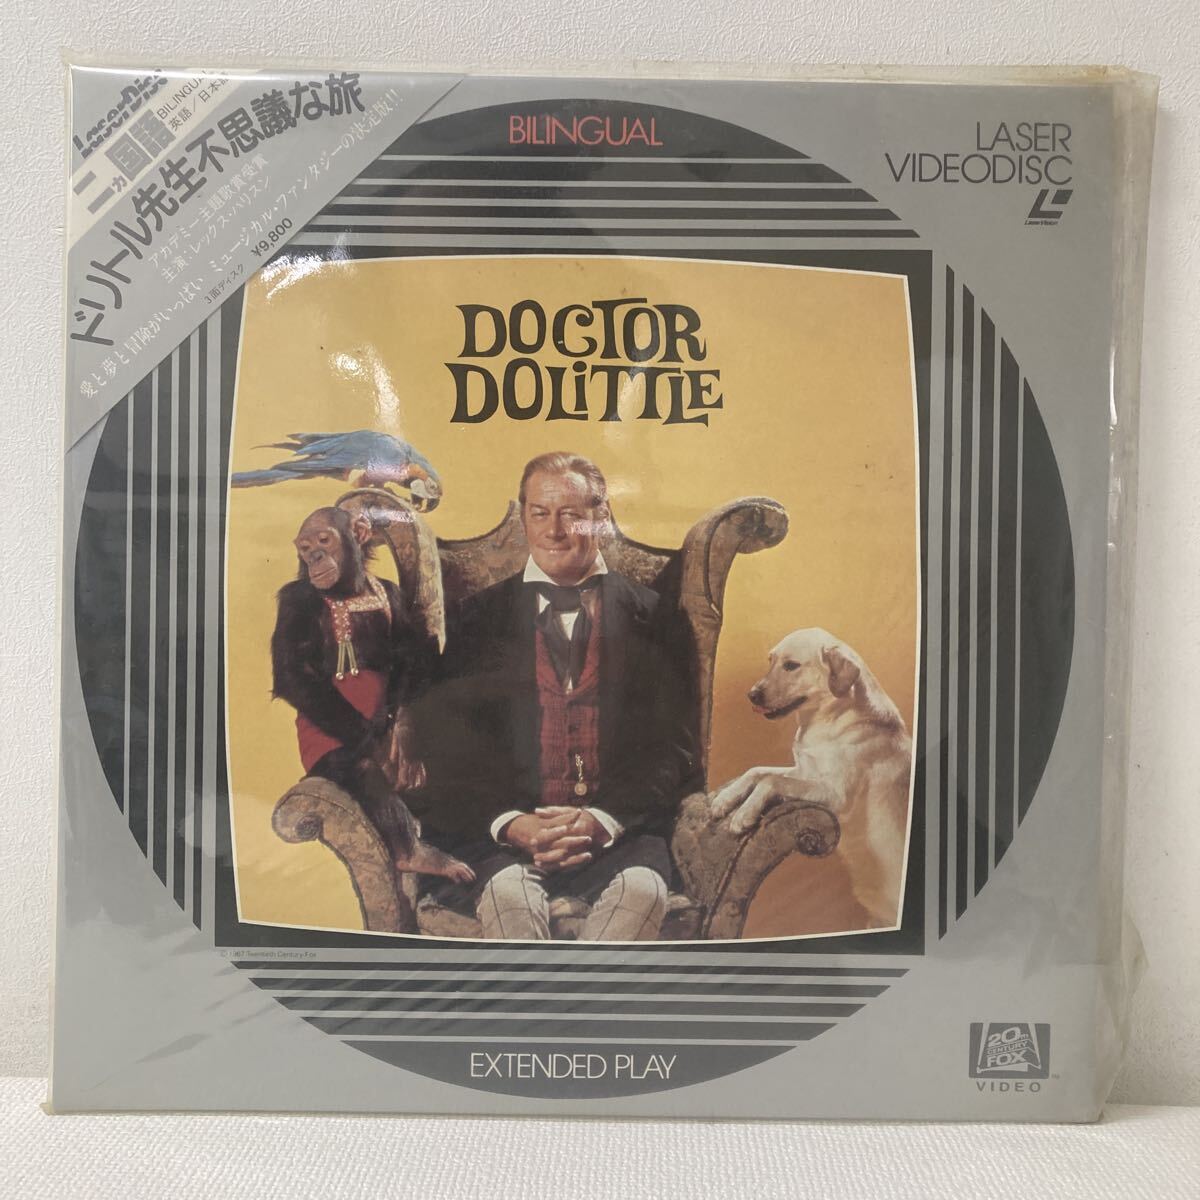 LaserDisc
二ヵ国語
BILINGUAL
英語/日本語
ドリトル先生不思議な旅
アカデミー主題歌賞受賞
主演:レックス・ハリスン
愛と夢と冒険がいっぱい ミュージカル・ファンタジーの決定版!!
3面ディスク ¥9,800
BILINGUAL
LASER
VIDEODISC
LaserVision
DOCTOR
DOLiTTLE
© 1967 Twentieth Century-Fox
EXTENDED PLAY
20th
CENTURY
FOX
VIDEO